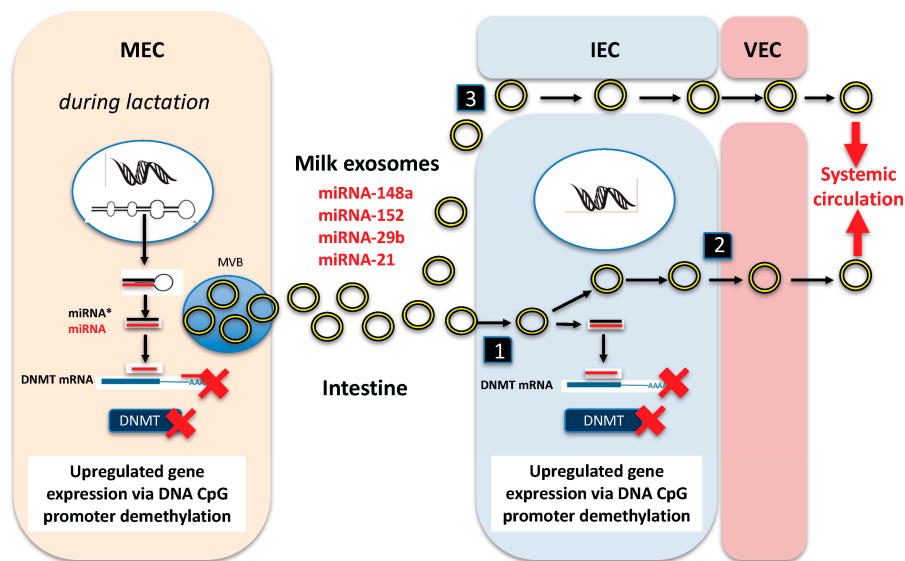 MEC
during lactation
miRNA*
miRNA
DNMT mRNA
AAAA
DNMT
Upregulated gene
expression via DNA CpG
promoter demethylation
MVB
Milk exosomes
miRNA-148a
miRNA-152
miRNA-29b
miRNA-21
Intestine
IEC
VEC
3
2
1
DNMT mRNA
AAAA
DNMT
Upregulated gene
expression via DNA CpG
promoter demethylation
Systemic
circulation